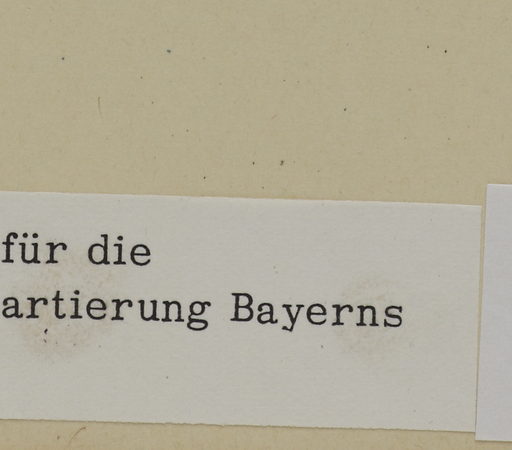 für die
artierung Bayerns